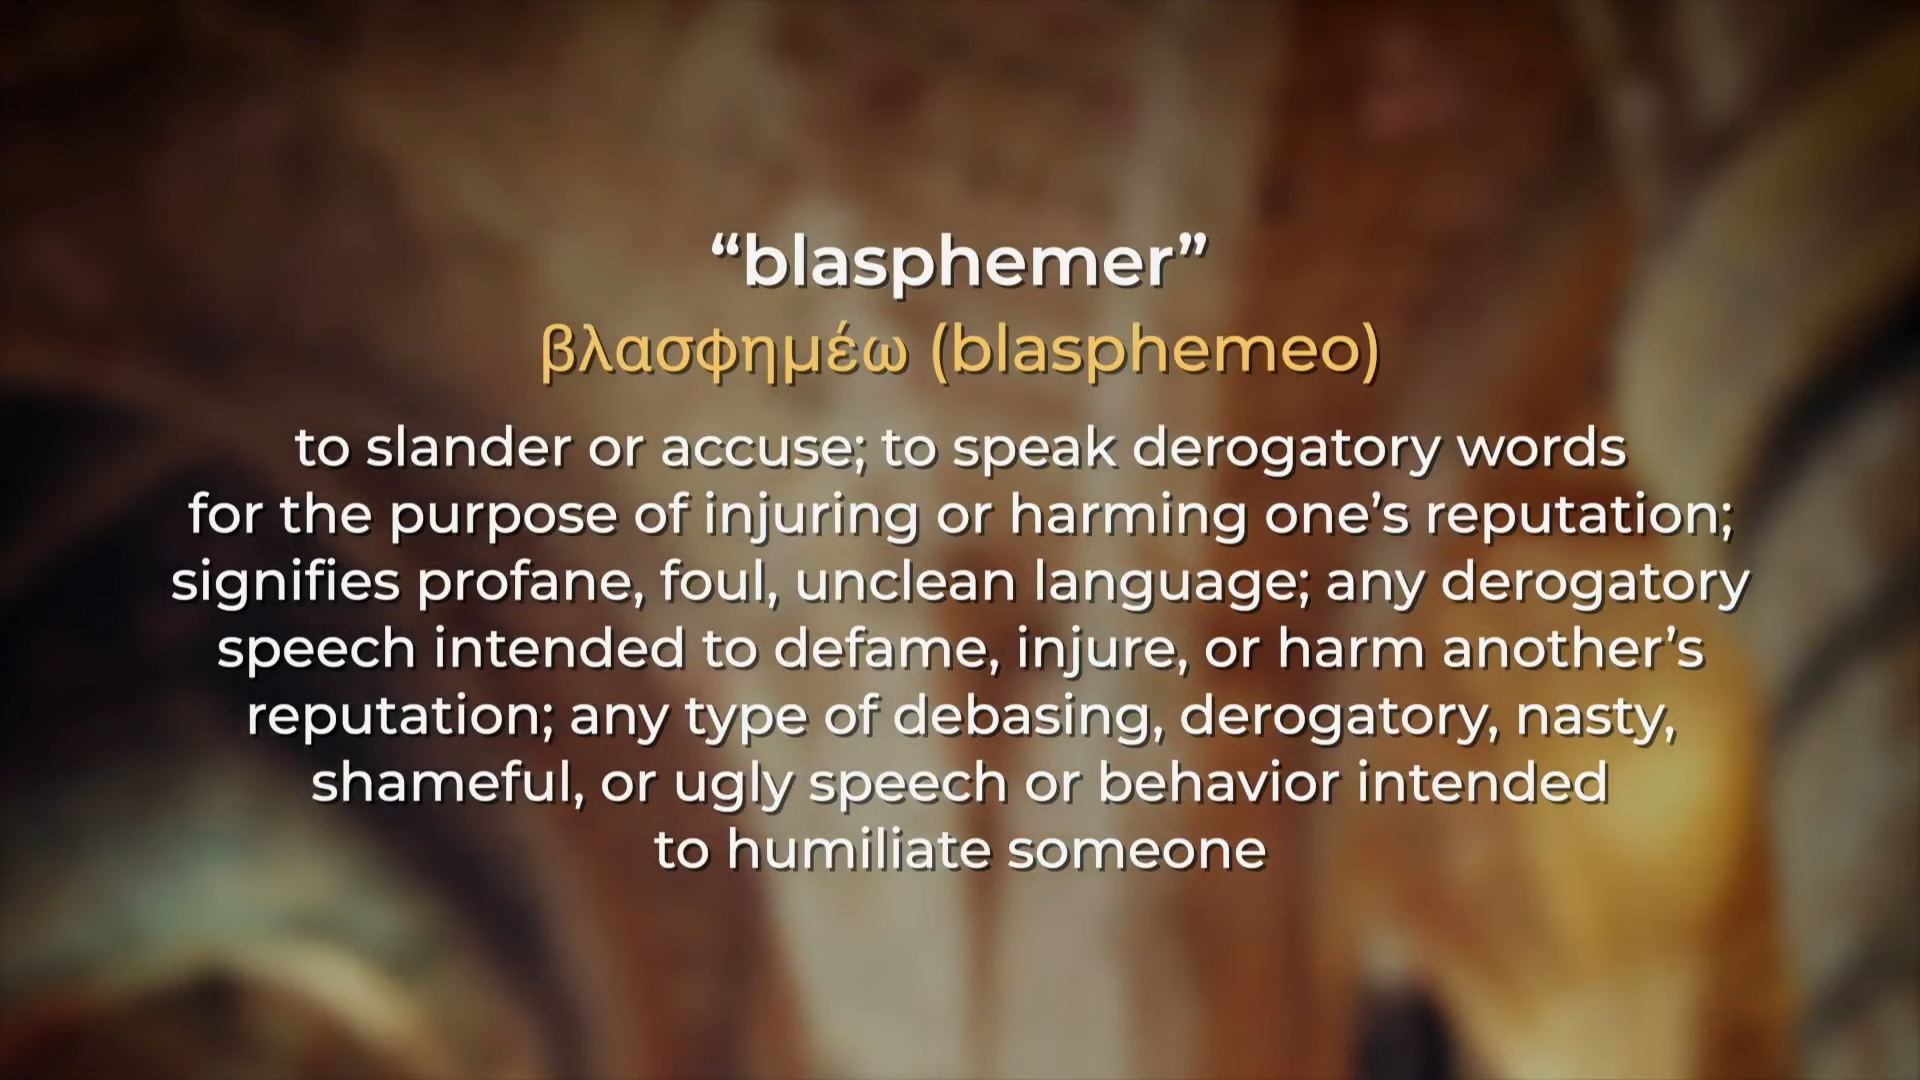 “blasphemer”
βλασφημέω (blasphemeo)
to slander or accuse; to speak derogatory words
for the purpose of injuring or harming one’s reputation;
signifies profane, foul, unclean language; any derogatory
speech intended to defame, injure, or harm another’s
reputation; any type of debasing, derogatory, nasty,
shameful, or ugly speech or behavior intended
to humiliate someone